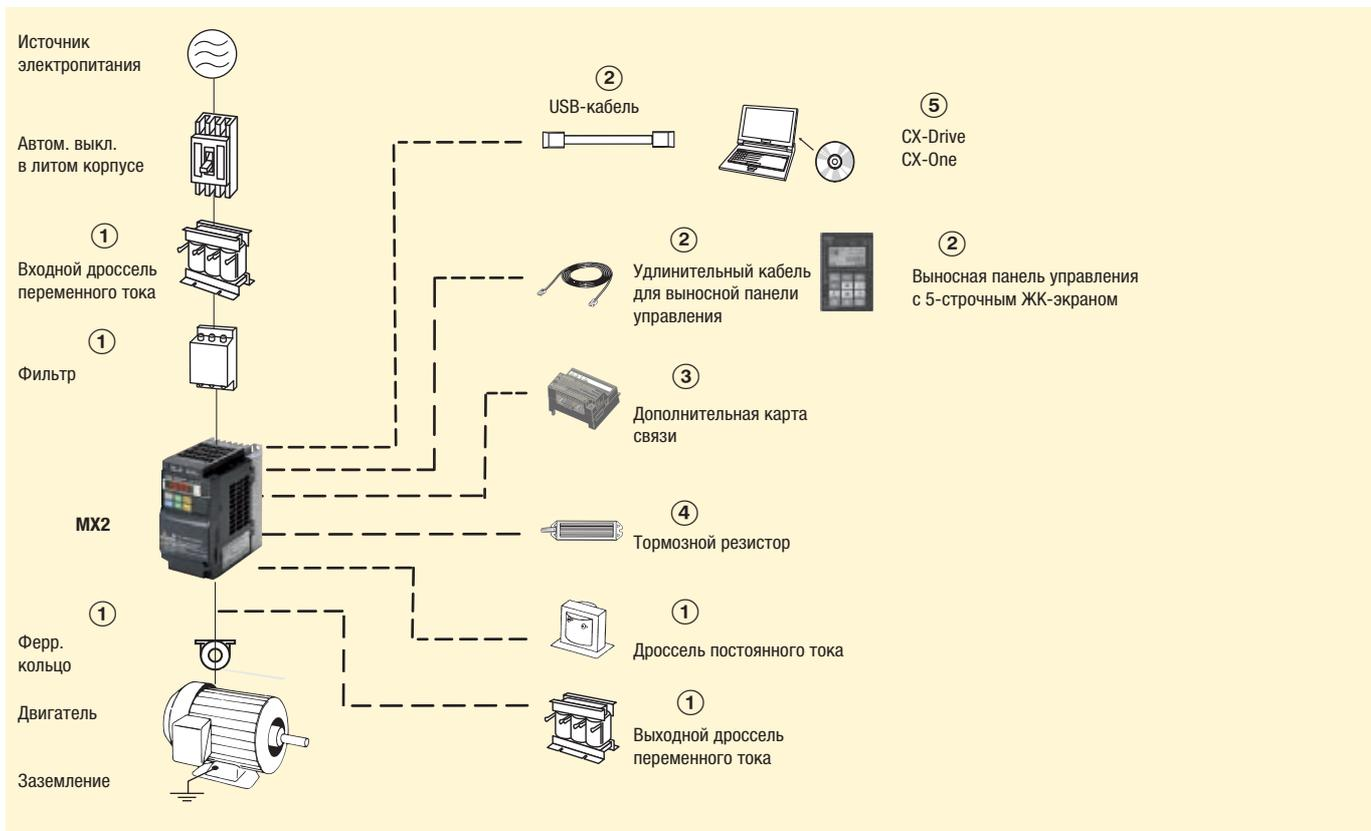 Источник
электропитания
Автом. выкл.
в литом корпусе
①
Входной дроссель
переменного тока
①
Фильтр
MX2
①
Ферр.
кольцо
Двигатель
Заземление
②
USB-кабель
⑤
CX-Drive
CX-One
②
Удлинительный кабель
для выносной панели
управления
②
Выносная панель управления
с 5-строчным ЖК-экраном
③
Дополнительная карта
связи
④
Тормозной резистор
①
Дроссель постоянного тока
①
Выходной дроссель
переменного тока